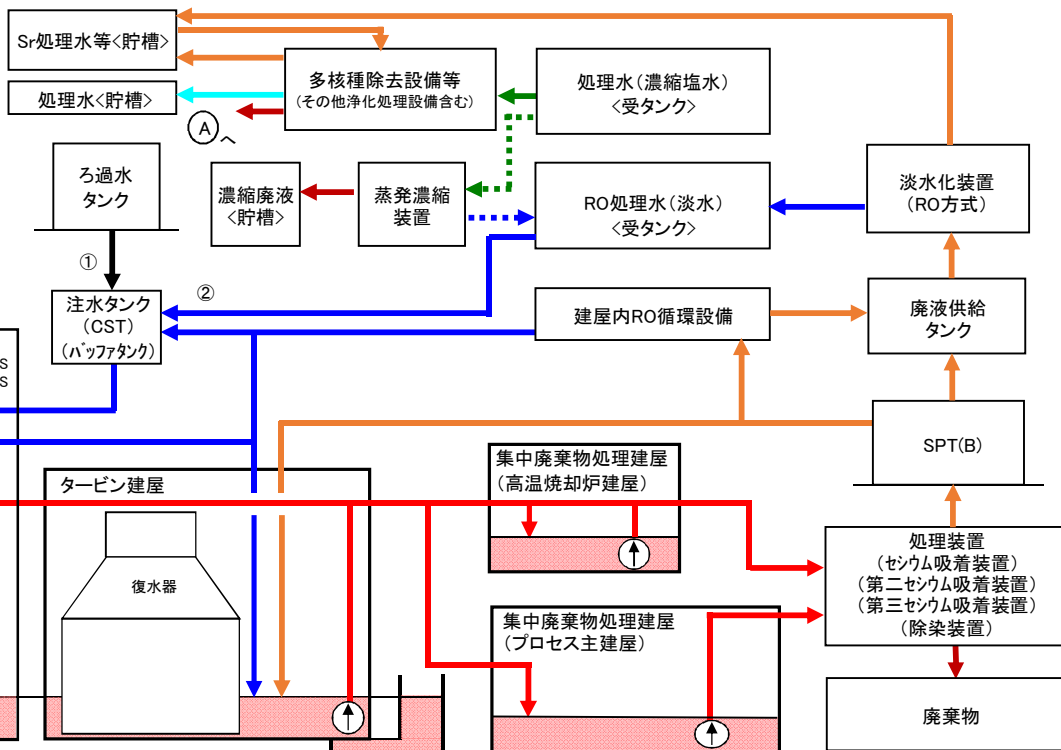 Sr処理水等<貯槽>
処理水<貯槽>
多核種除去設備等
(その他浄化処理設備含む)
処理水(濃縮塩水)
<受タンク>
Aへ
ろ過水
タンク
濃縮廃液
<貯槽>
蒸発濃縮
装置
RO処理水(淡水)
<受タンク>
淡水化装置
(RO方式)
①
②
注水タンク
(CST)
(バッファタンク)
建屋内RO循環設備
廃液供給
タンク
S
S
SPT(B)
タービン建屋
集中廃棄物処理建屋
(高温焼却炉建屋)
復水器
処理装置
(セシウム吸着装置)
(第二セシウム吸着装置)
(第三セシウム吸着装置)
(除染装置)
集中廃棄物処理建屋
(プロセス主建屋)
廃棄物